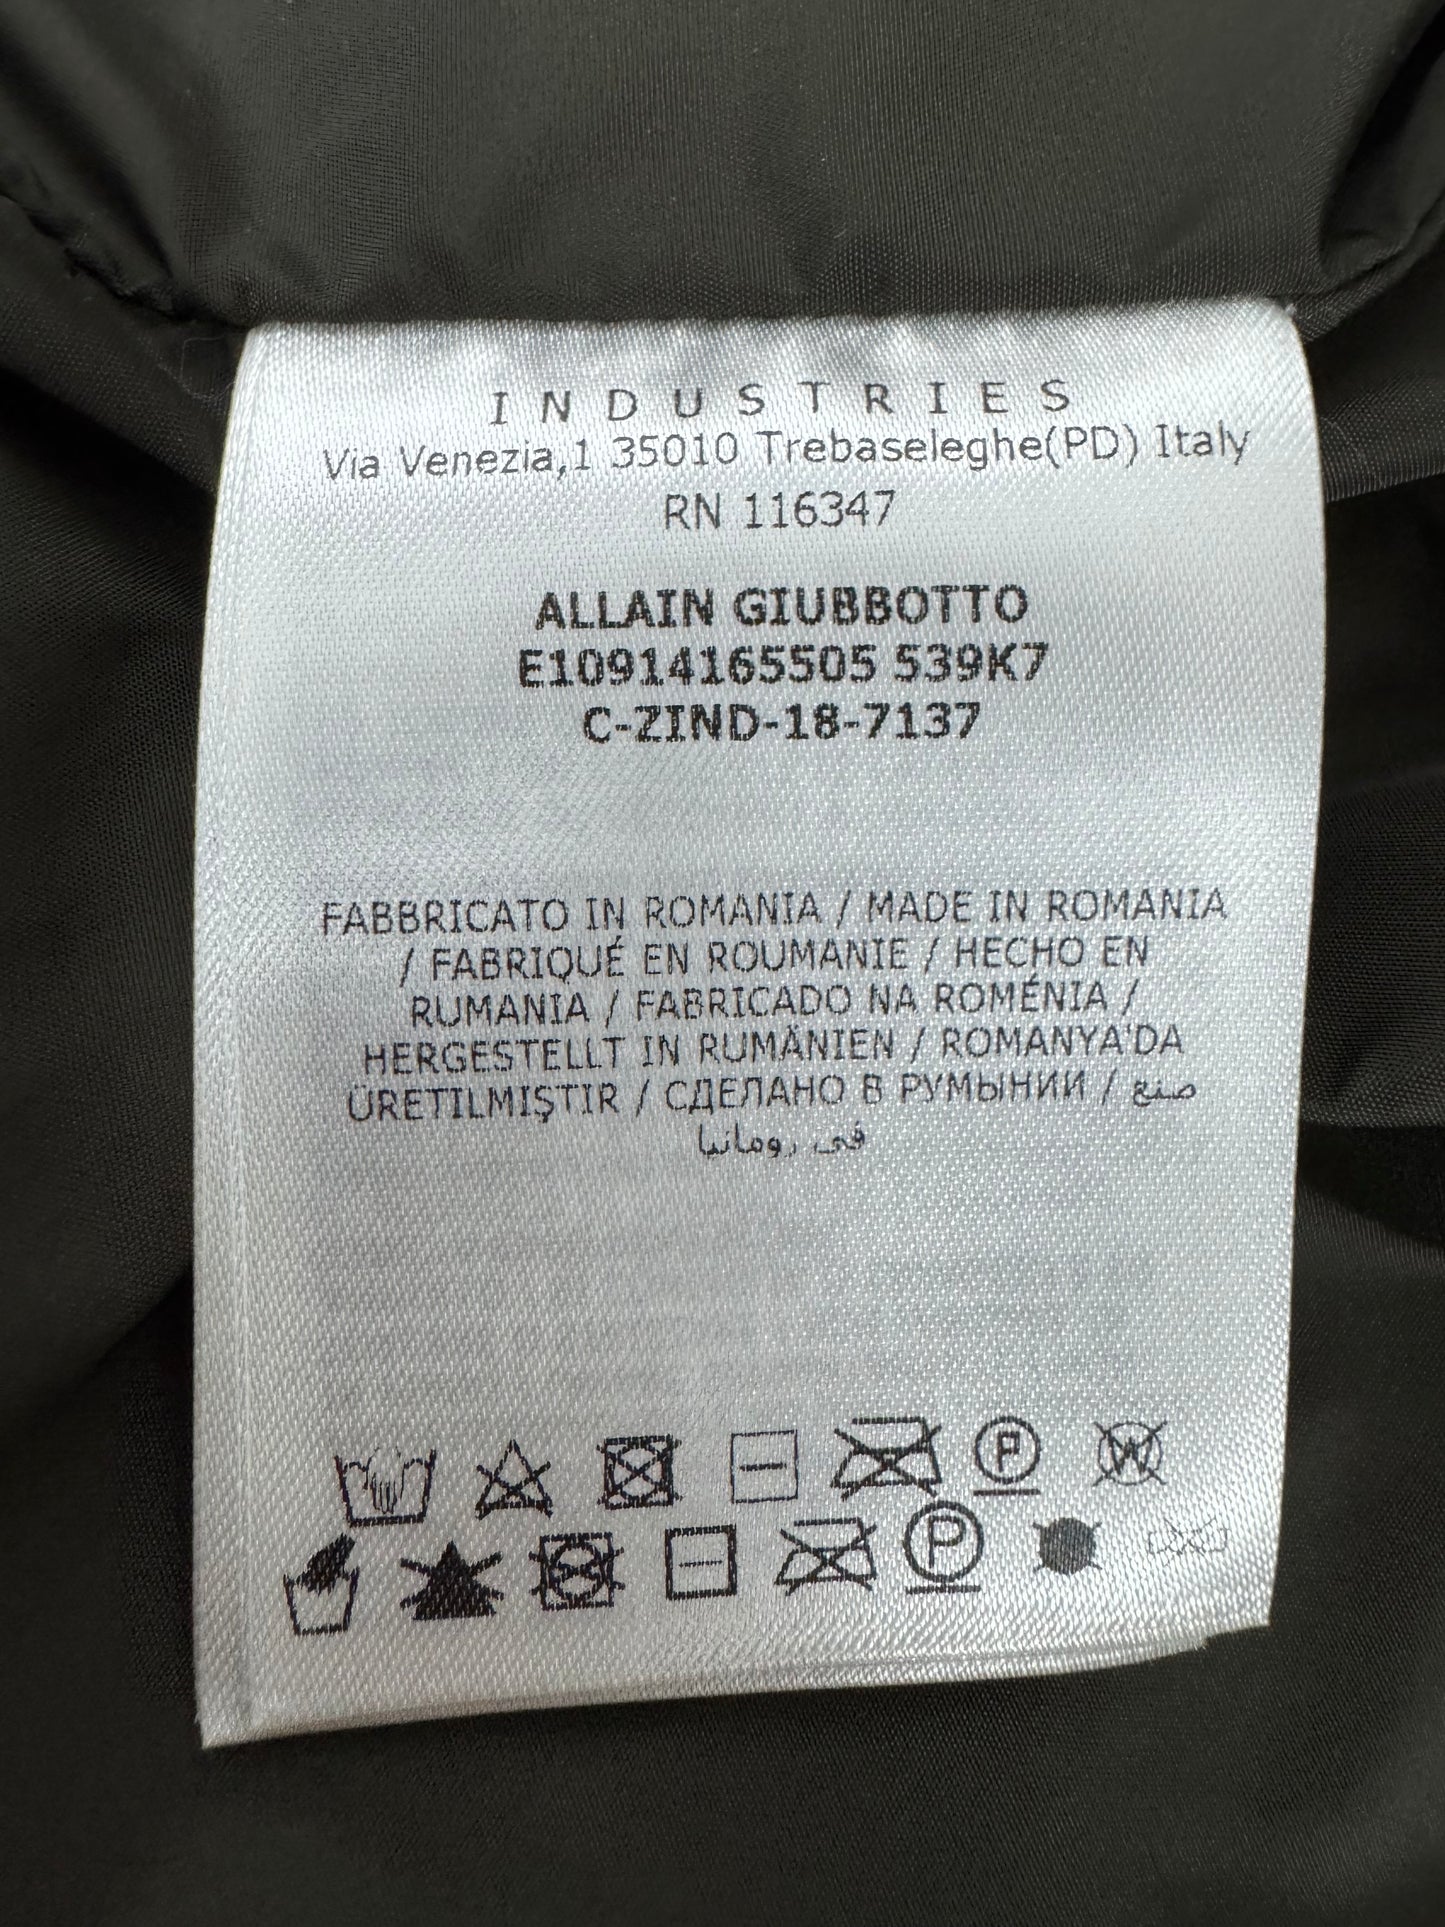 INDUSTRIES
Via Venezia,1 35010 Trebaseleghe(PD) Italy
RN 116347
ALLAIN GIUBBOTTO
E10914165505 539K7
C-ZIND-18-7137
FABBRICATO IN ROMANIA / MADE IN ROMANIA
/ FABRIQUÉ EN ROUMANIE / HECHO EN
RUMANIA / FABRICADO NA ROMÉNIA /
HERGESTELLT IN RUMÄNIEN / ROMANYA'DA
ÜRETILMIŞTIR / СДЕЛАНО В РУМЫНИИ / صنع
فى رومانيا
P W
P